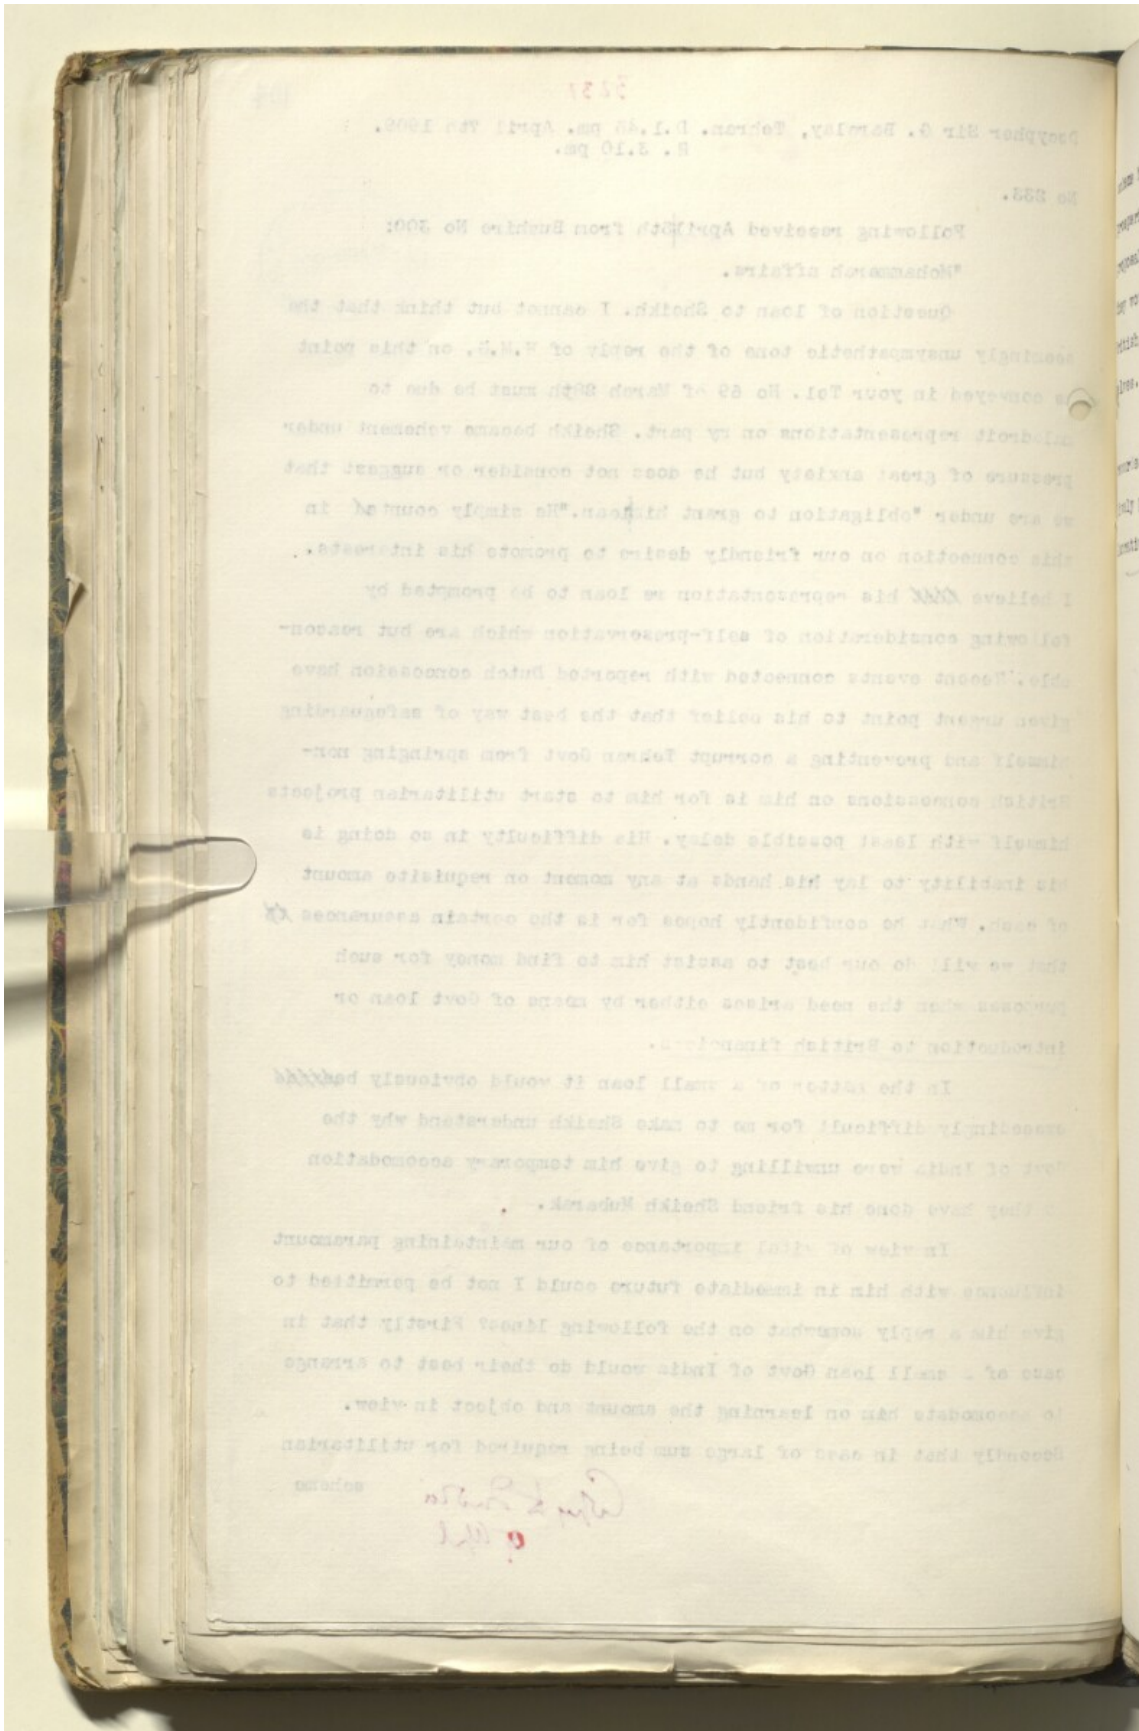 Decypher Sir G. Barclay, Tehran. D.1.45 pm. April 7th 1909.
R. 3.10 pm.
No 233.
Following received April 5th from Bushire No 300:
"Mohammerah affairs.
Question of loan to Sheikh. I cannot but think that the
seemingly unsympathetic tone of the reply of H.M.G. on this point
as conveyed in your Tel. No 69 of March 29th must be due to
maladroit representations on my part. Sheikh became vehement under
pressure of great anxiety but he does not consider or suggest that
we are under "obligation to grant him loan." He simply counted in
this connection on our friendly desire to promote his interests.
I believe his representation re loan to be prompted by
following consideration of self-preservation which are but reason-
able. Recent events connected with reported Dutch concession have
given urgent point to his belief that the best way of safeguarding
himself and preventing a corrupt Tehran Govt from springing non-
British concessions on him is for him to start utilitarian projects
himself with least possible delay. His difficulty in so doing is
his inability to lay his hands at any moment on requisite amount
of cash. What he confidently hopes for is the certain assurances
that we will do our best to assist him to find money for such
purposes when the need arises either by means of Govt loan or
introduction to British financiers.
In the matter of a small loan it would obviously be
exceedingly difficult for me to make Sheikh understand why the
Govt of India were unwilling to give him temporary accomodation
as they have done his friend Sheikh Mubarak.
In view of vital importance of our maintaining paramount
influence with him in immediate future could I not be permitted to
give him a reply somewhat on the following lines? Firstly that in
case of a small loan Govt of India would do their best to arrange
to accomodate him on learning the amount and object in view.
Secondly that in case of large sum being required for utilitarian
scheme
Copy to India
9 Apl